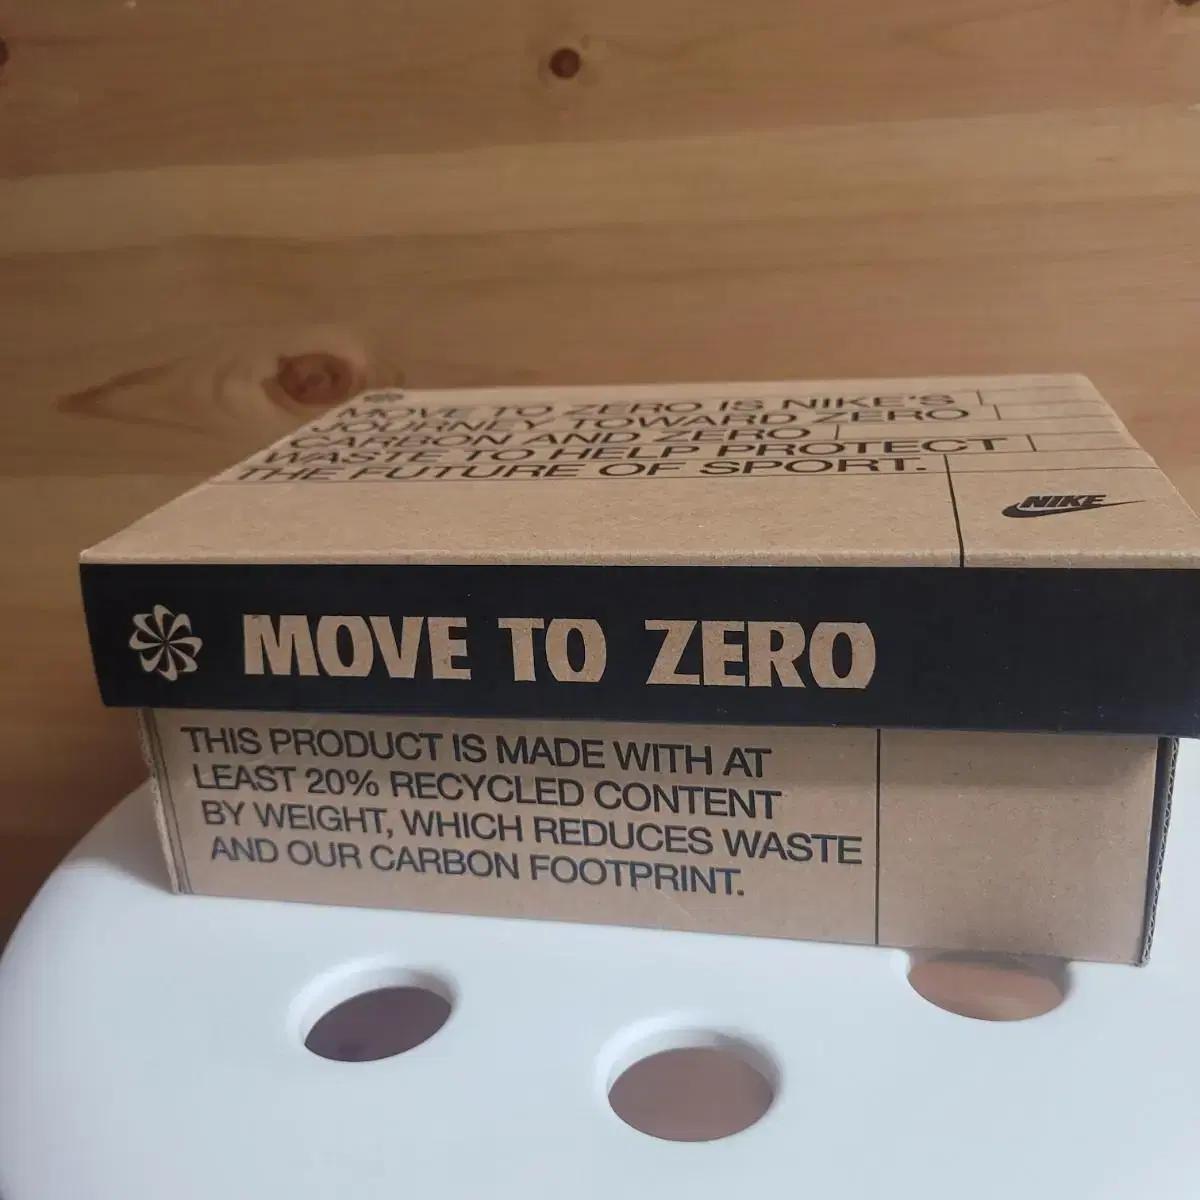 MOVE TO ZERO IS NIKE'S
JOURNEY TOWARD ZERO
CARBON AND ZERO
WASTE TO HELP PROTECT
THE FUTURE OF SPORT.
NIKE
MOVE TO ZERO
THIS PRODUCT IS MADE WITH AT
LEAST 20% RECYCLED CONTENT
BY WEIGHT, WHICH REDUCES WASTE
AND OUR CARBON FOOTPRINT.